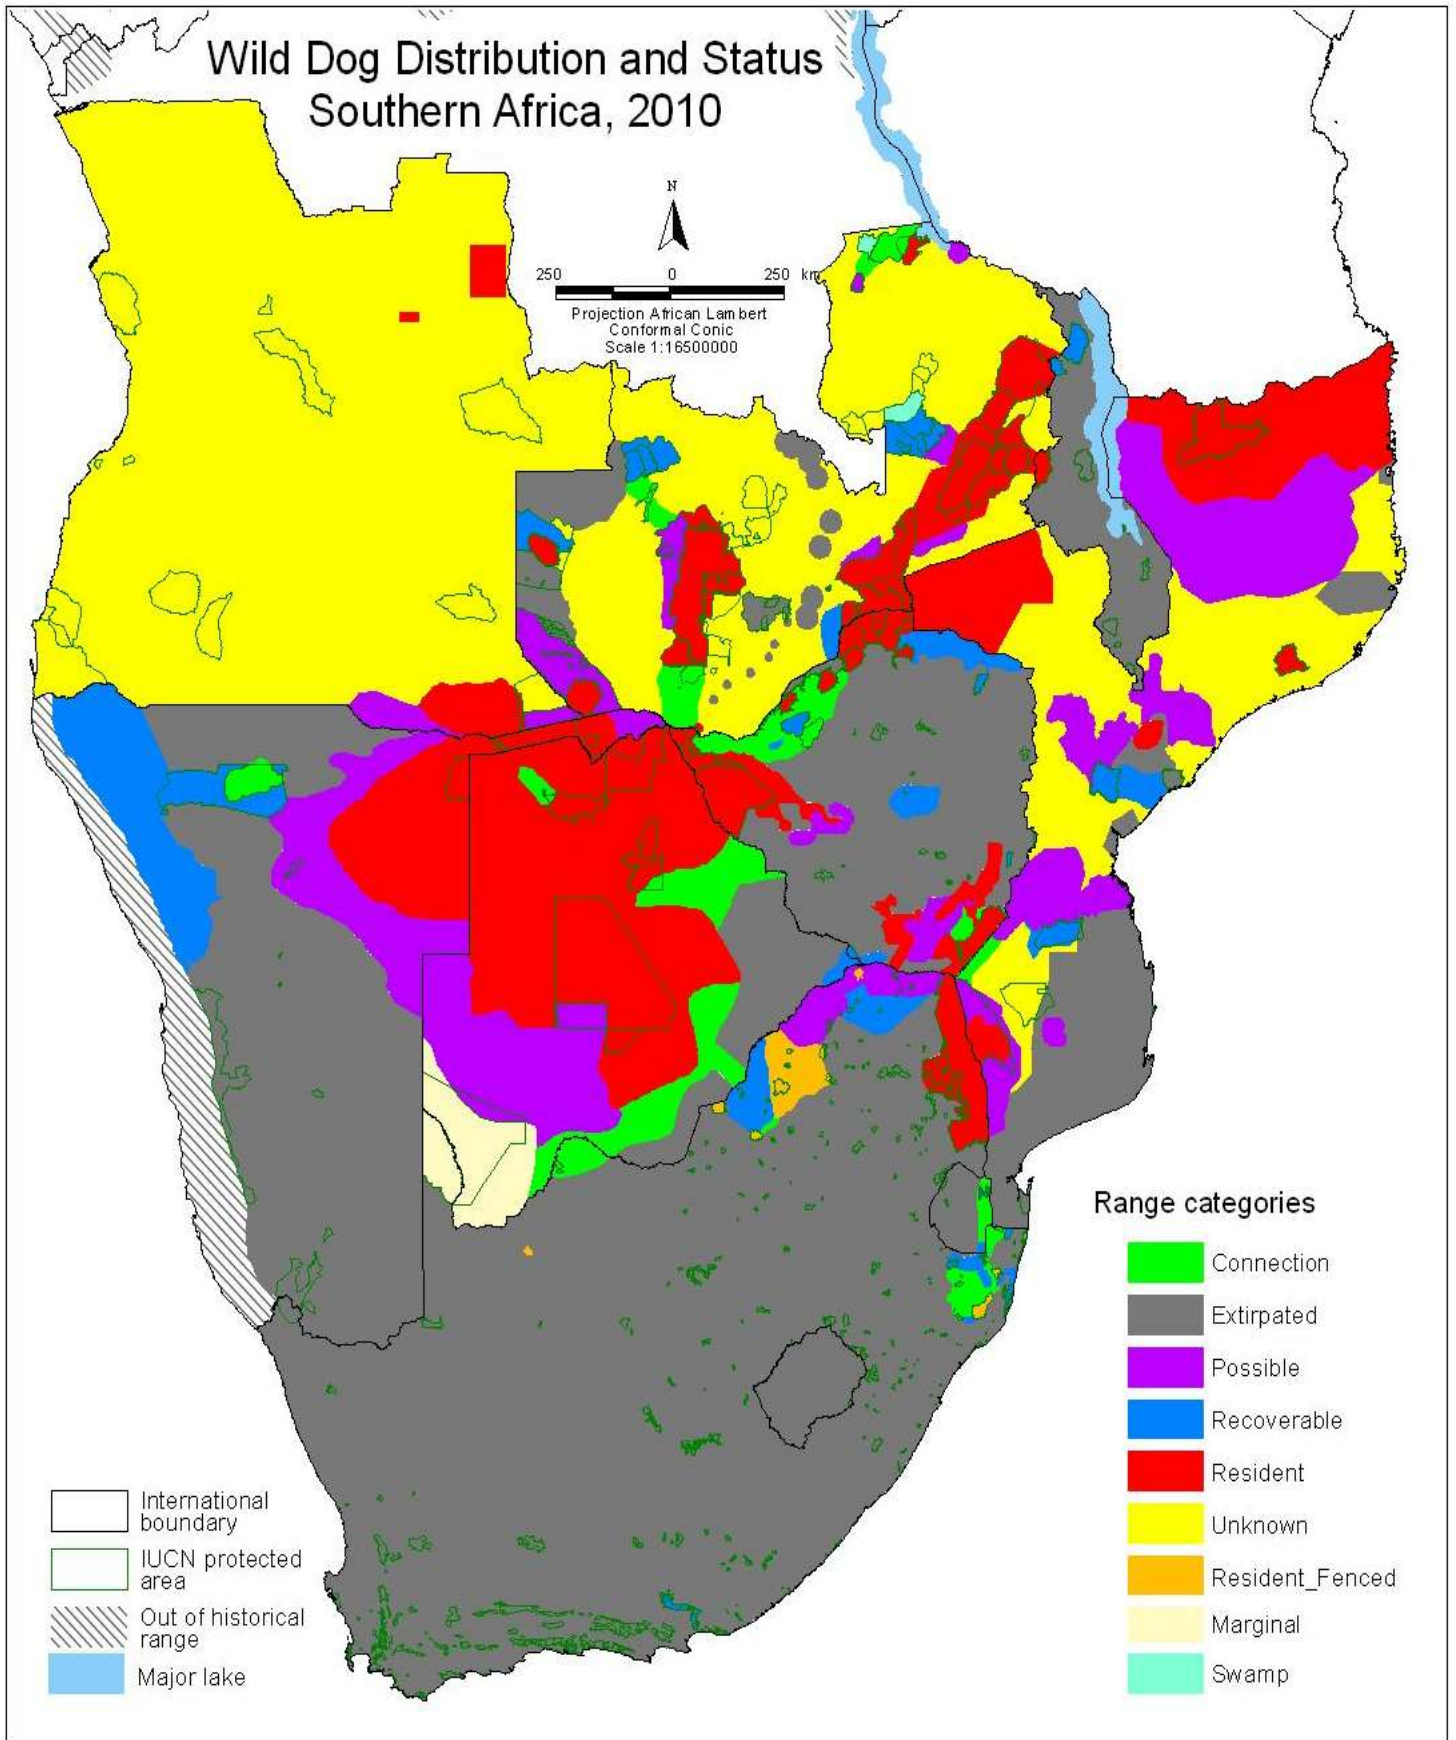 Wild Dog Distribution and Status
Southern Africa, 2010
N
250 0 250 km
Projection African Lambert
Conformal Conic
Scale 1:16500000
Range categories
Connection
Extirpated
Possible
Recoverable
Resident
Unknown
Resident_Fenced
Marginal
Swamp
International
boundary
IUCN protected
area
Out of historical
range
Major lake